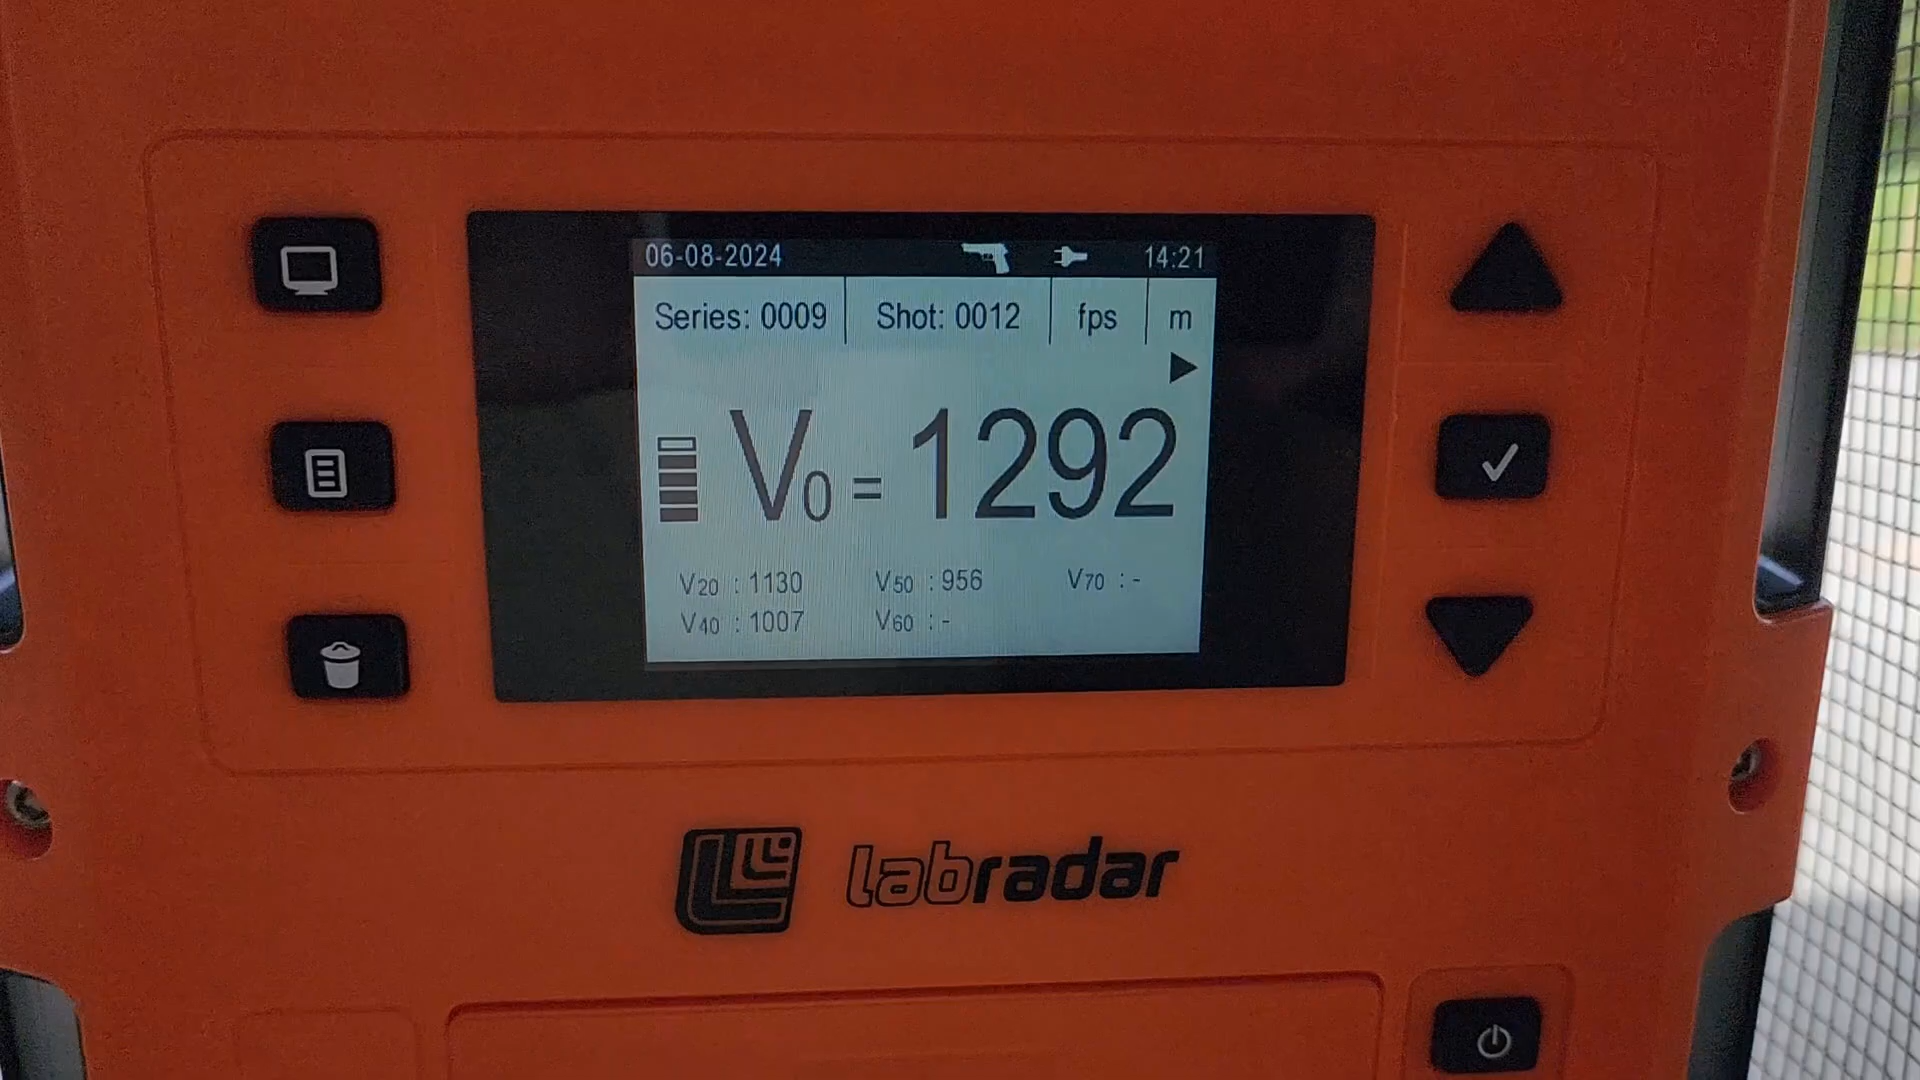 06-08-2024 14:21
Series: 0009 Shot: 0012 fps m
V0 = 1292
V20 : 1130 V50 : 956 V70 : -
V40 : 1007 V60 : -
labradar